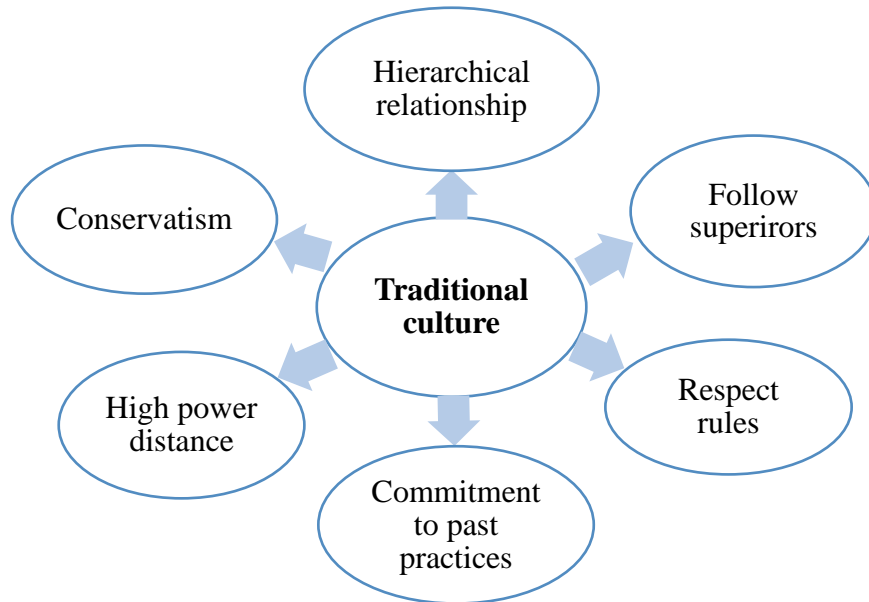 Hierarchical
relationship
Follow
superirors
Conservatism
Traditional
culture
Respect
rules
High power
distance
Commitment
to past
practices